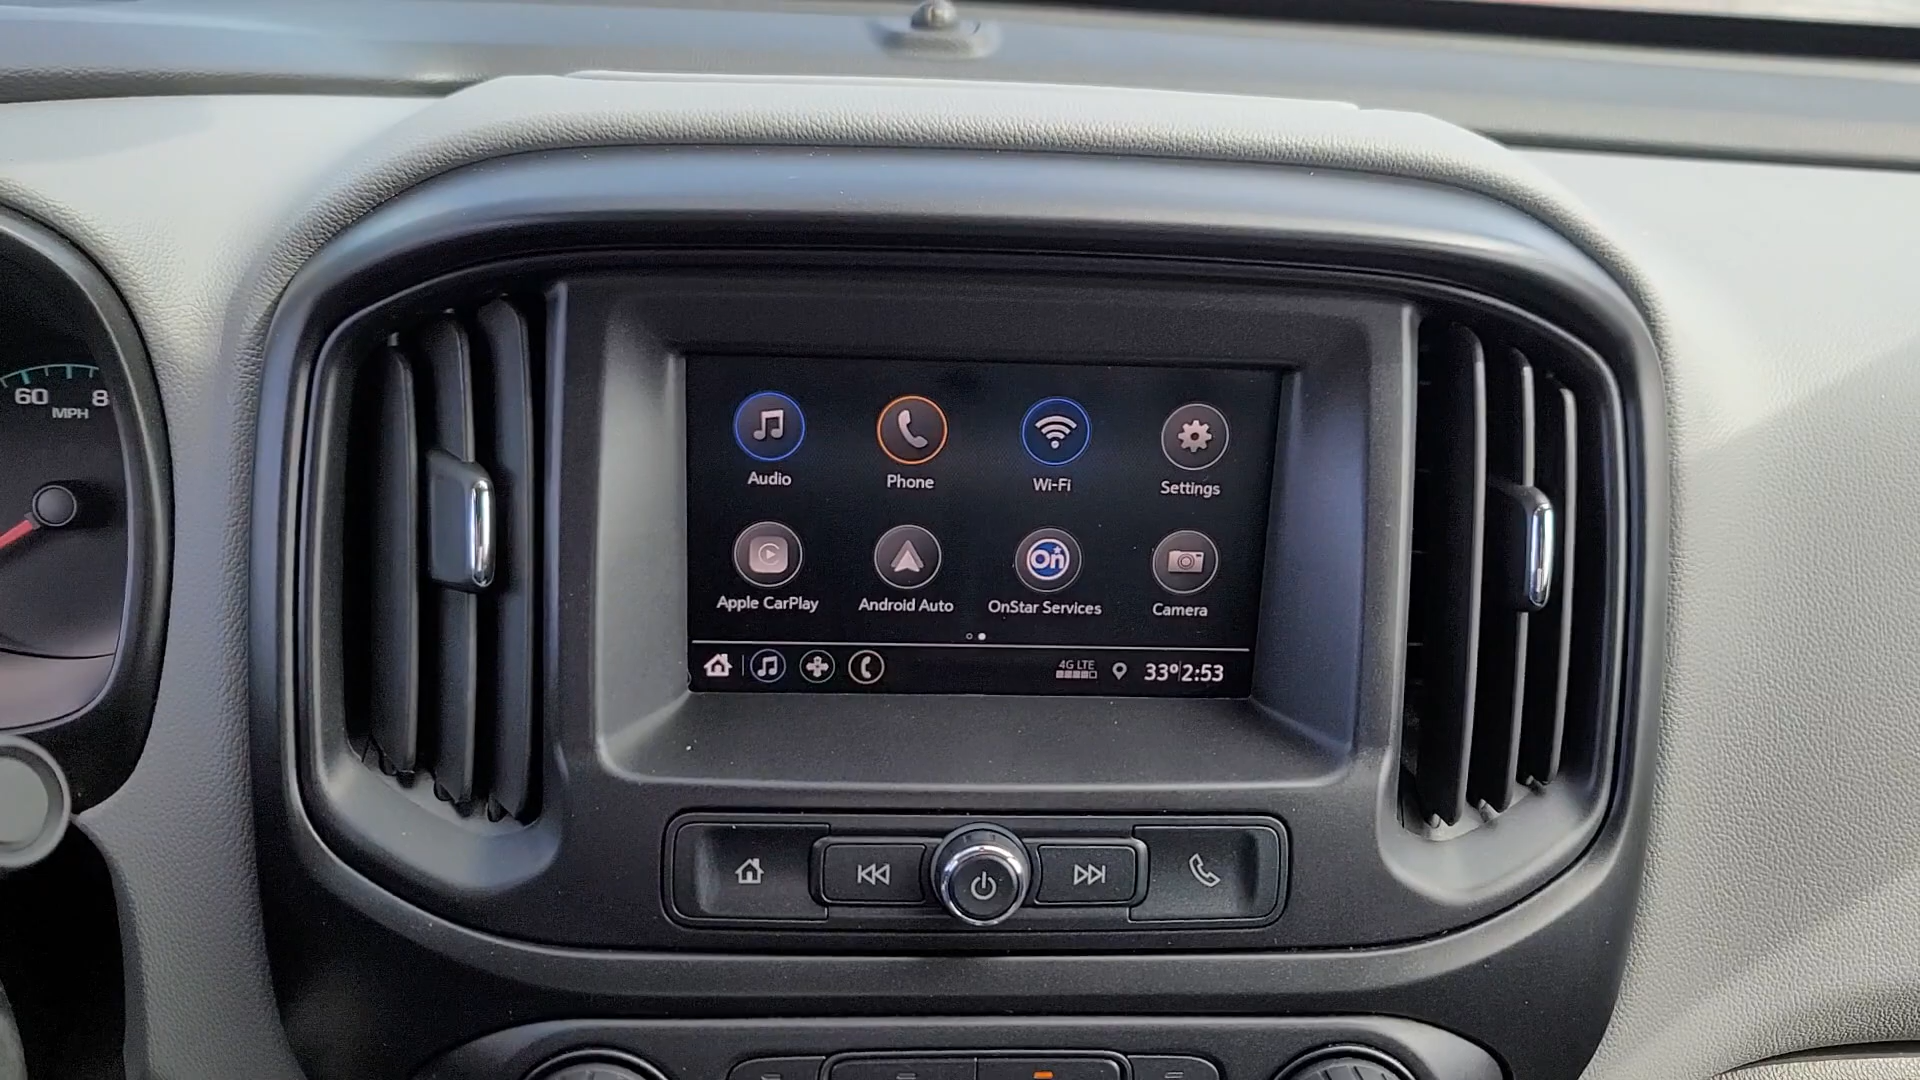 60 8
MPH
Audio Phone Wi-Fi Settings
On
Apple CarPlay Android Auto OnStar Services Camera
4G LTE
33° 2:53